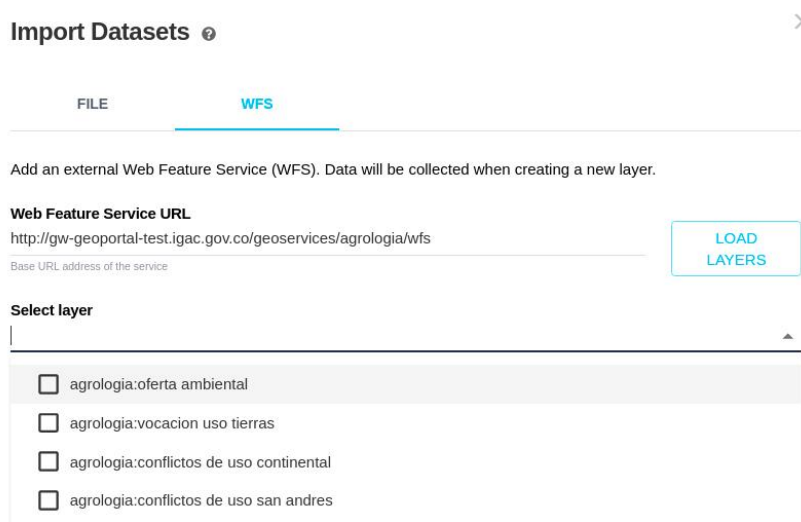 Import Datasets ?
FILE
WFS
Add an external Web Feature Service (WFS). Data will be collected when creating a new layer.
Web Feature Service URL
http://gw-geoportal-test.igac.gov.co/geoservices/agrologia/wfs
LOAD
LAYERS
Base URL address of the service
Select layer
agrologia:oferta ambiental
agrologia:vocacion uso tierras
agrologia:conflictos de uso continental
agrologia:conflictos de uso san andres